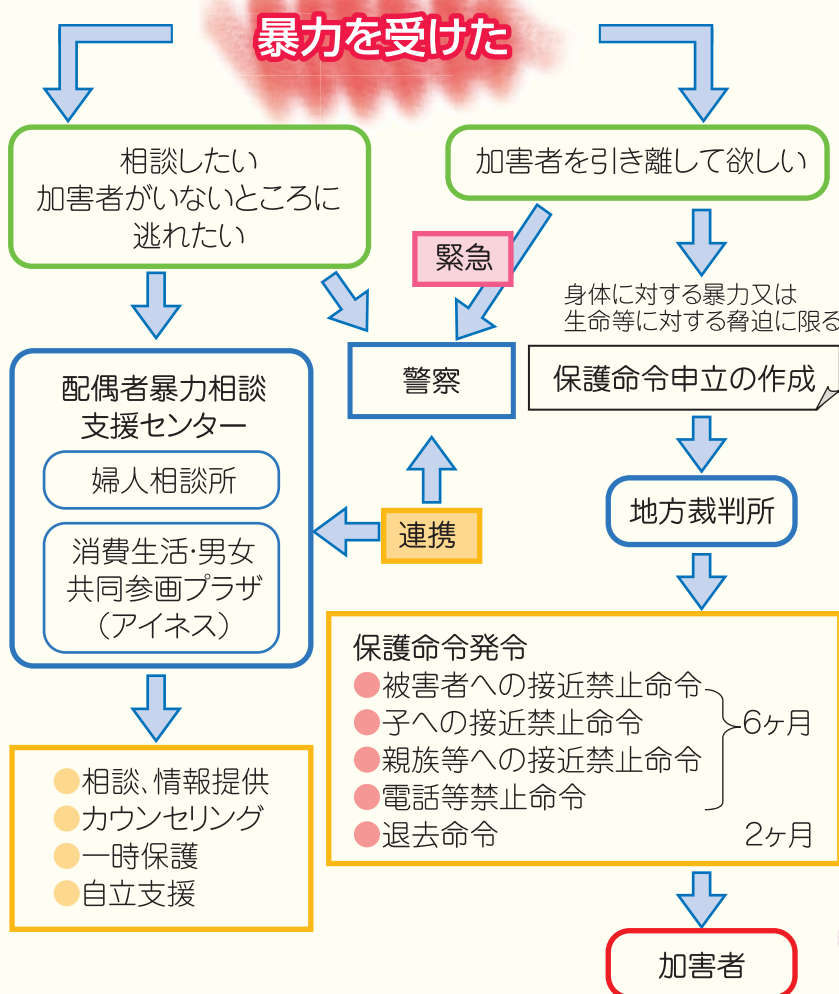 暴力を受けた
相談したい
加害者がいないところに
逃れたい
加害者を引き離して欲しい
緊急
身体に対する暴力又は
生命等に対する脅迫に限る
配偶者暴力相談
支援センター
婦人相談所
消費生活・男女
共同参画プラザ
（アイネス）
警察
保護命令申立の作成
連携
地方裁判所
保護命令発令
●被害者への接近禁止命令
●子への接近禁止命令
●親族等への接近禁止命令
●電話等禁止命令
6ヶ月
●退去命令 2ヶ月
●相談、情報提供
●カウンセリング
●一時保護
●自立支援
加害者